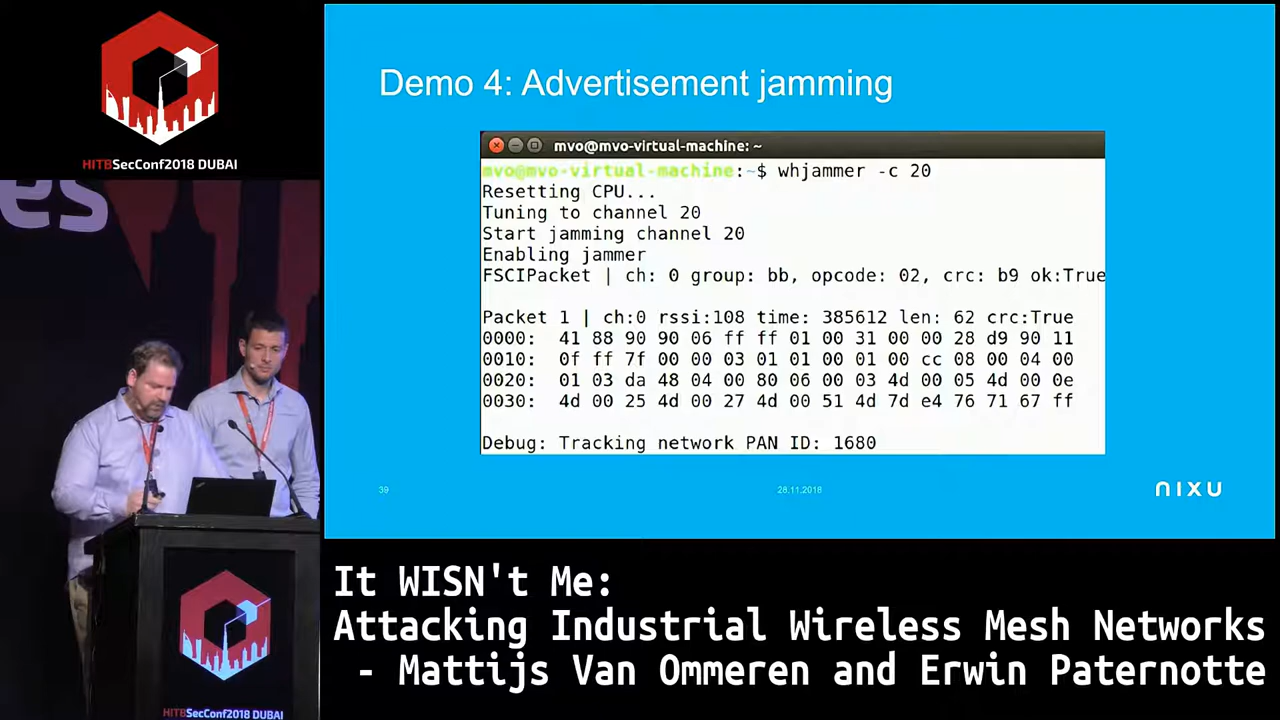 HITBSecConf2018 DUBAI
es
Demo 4: Advertisement jamming
mvo@mvo-virtual-machine: ~
mvo@mvo-virtual-machine:~$ whjammer -c 20
Resetting CPU...
Tuning to channel 20
Start jamming channel 20
Enabling jammer
FSCIPacket | ch: 0 group: bb, opcode: 02, crc: b9 ok:True
Packet 1 | ch:0 rssi:108 time: 385612 len: 62 crc:True
0000: 41 88 90 90 06 ff ff 01 00 31 00 00 28 d9 90 11
0010: 0f ff 7f 00 00 03 01 01 00 01 00 cc 08 00 04 00
0020: 01 03 da 48 04 00 80 06 00 03 4d 00 05 4d 00 0e
0030: 4d 00 25 4d 00 27 4d 00 51 4d 7d e4 76 71 67 ff
Debug: Tracking network PAN ID: 1680
39
28.11.2018
NIXU
It WISN't Me:
Attacking Industrial Wireless Mesh Networks
- Mattijs Van Ommeren and Erwin Paternotte
HITBSecConf2018 DUBAI